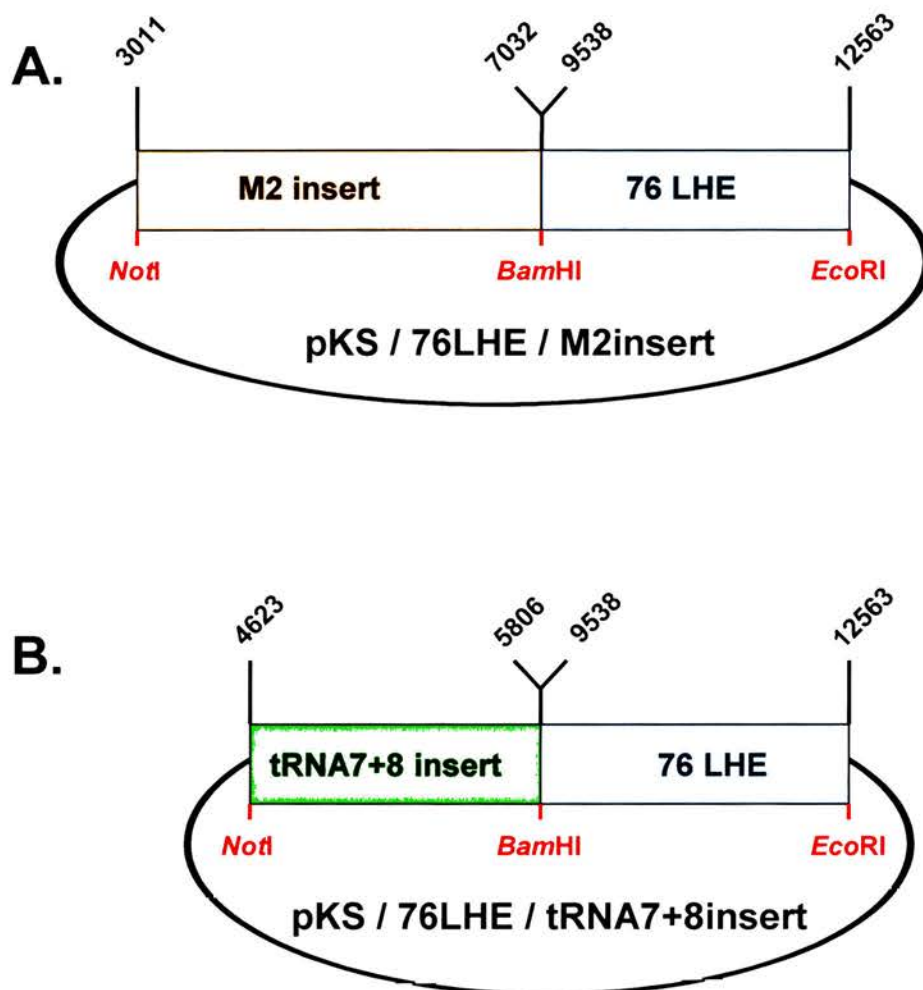 A.
3011 7032 9538 12563
M2 insert 76 LHE
NotI BamHI EcoRI
pKS / 76LHE / M2insert
B.
4623 5806 9538 12563
tRNA7+8 insert 76 LHE
NotI BamHI EcoRI
pKS / 76LHE / tRNA7+8insert